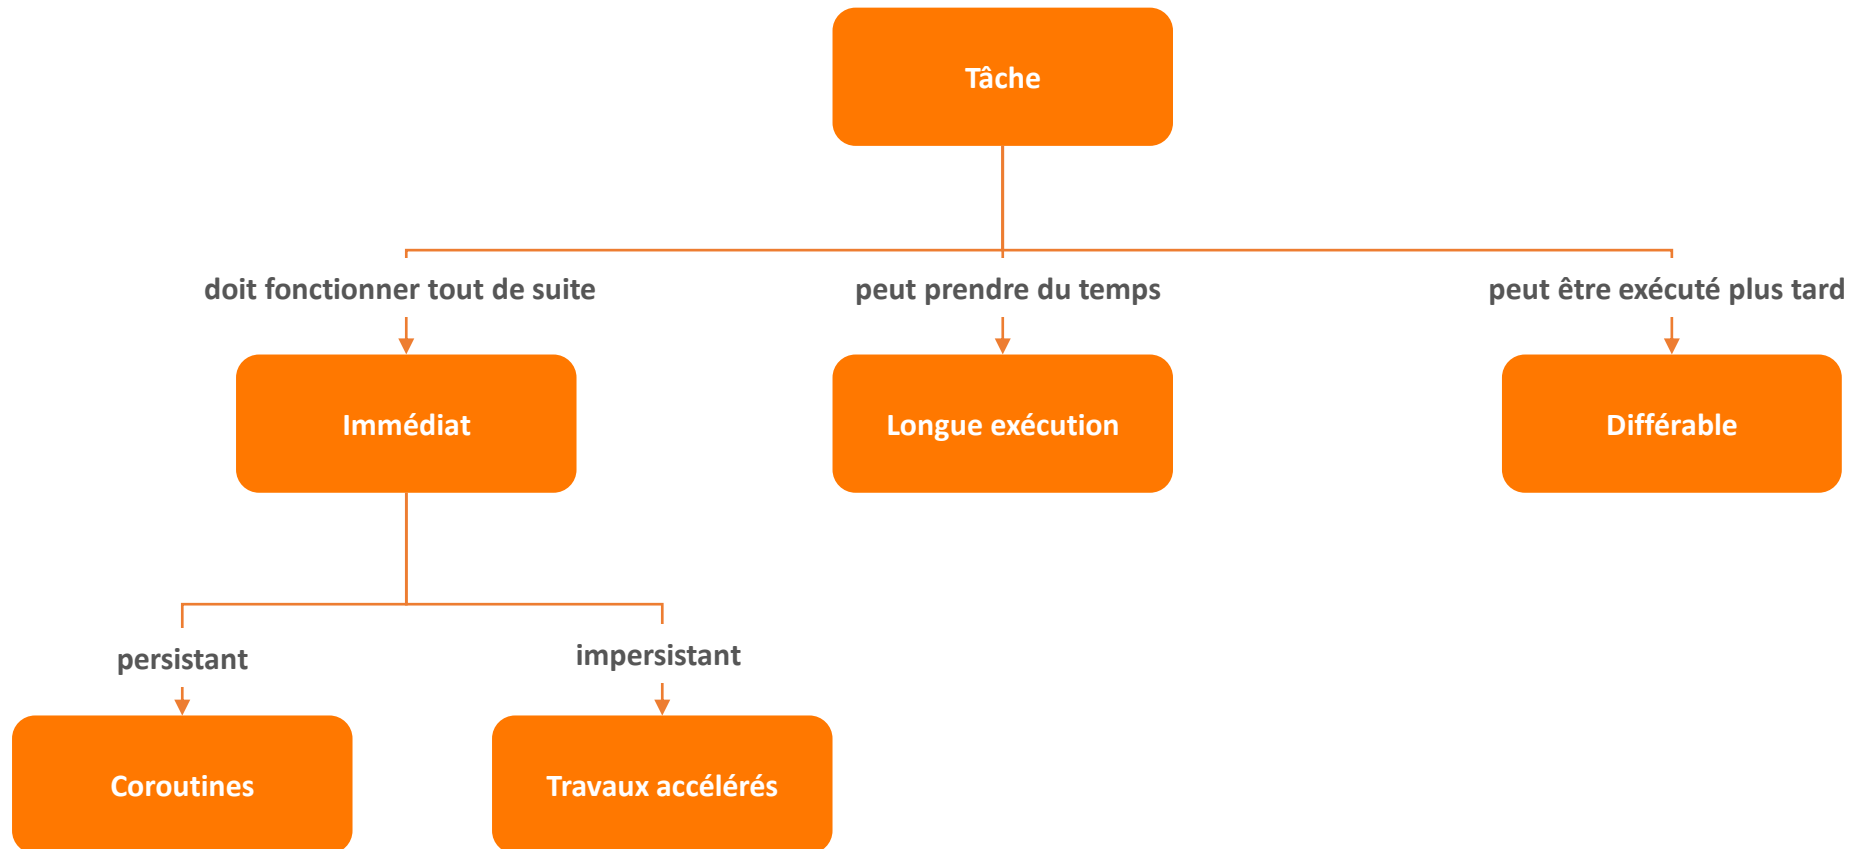 Tâche
doit fonctionner tout de suite
peut prendre du temps
peut être exécuté plus tard
Immédiat
Longue exécution
Différable
persistant
impersistant
Coroutines
Travaux accélérés